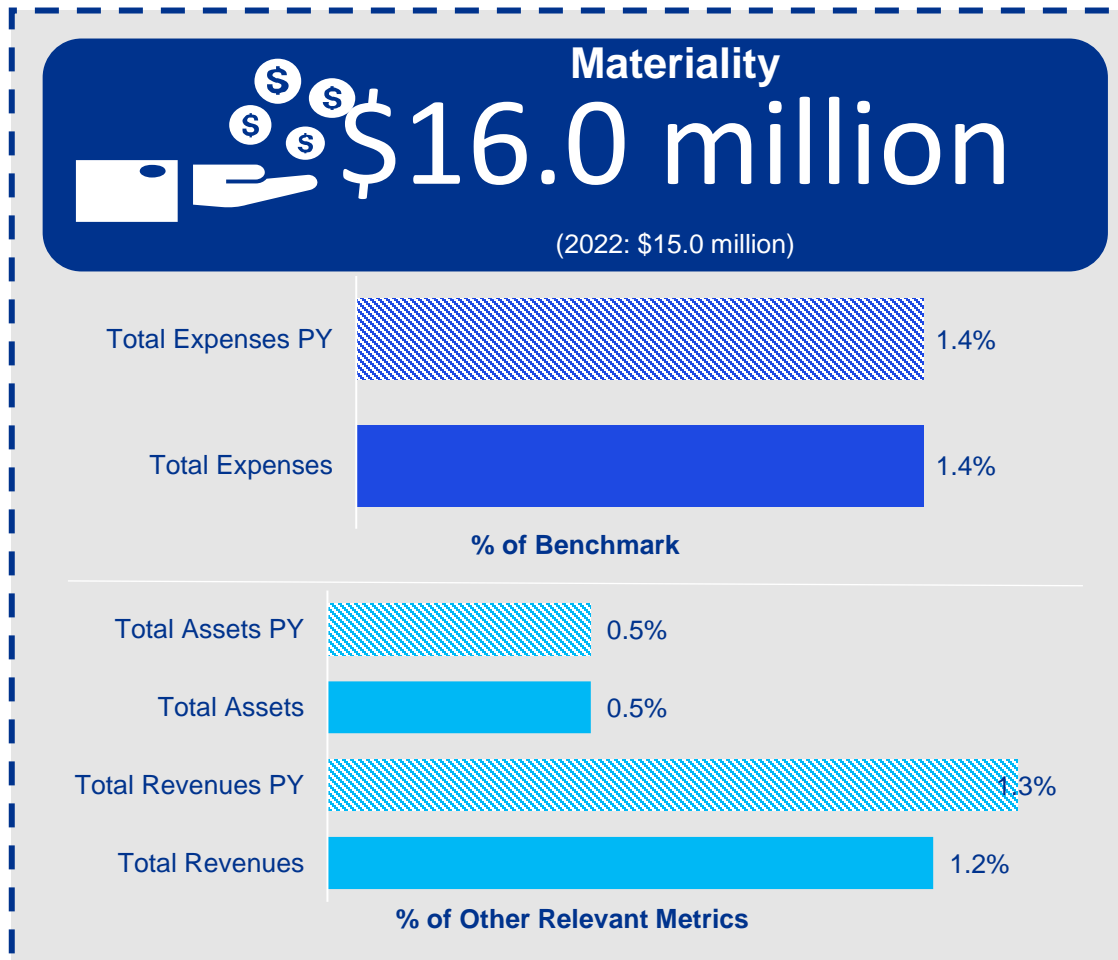 Materiality
$ $ $ $
$16.0 million
(2022: $15.0 million)
Total Expenses PY 1.4%
Total Expenses 1.4%
% of Benchmark
Total Assets PY 0.5%
Total Assets 0.5%
Total Revenues PY 1.3%
Total Revenues 1.2%
% of Other Relevant Metrics